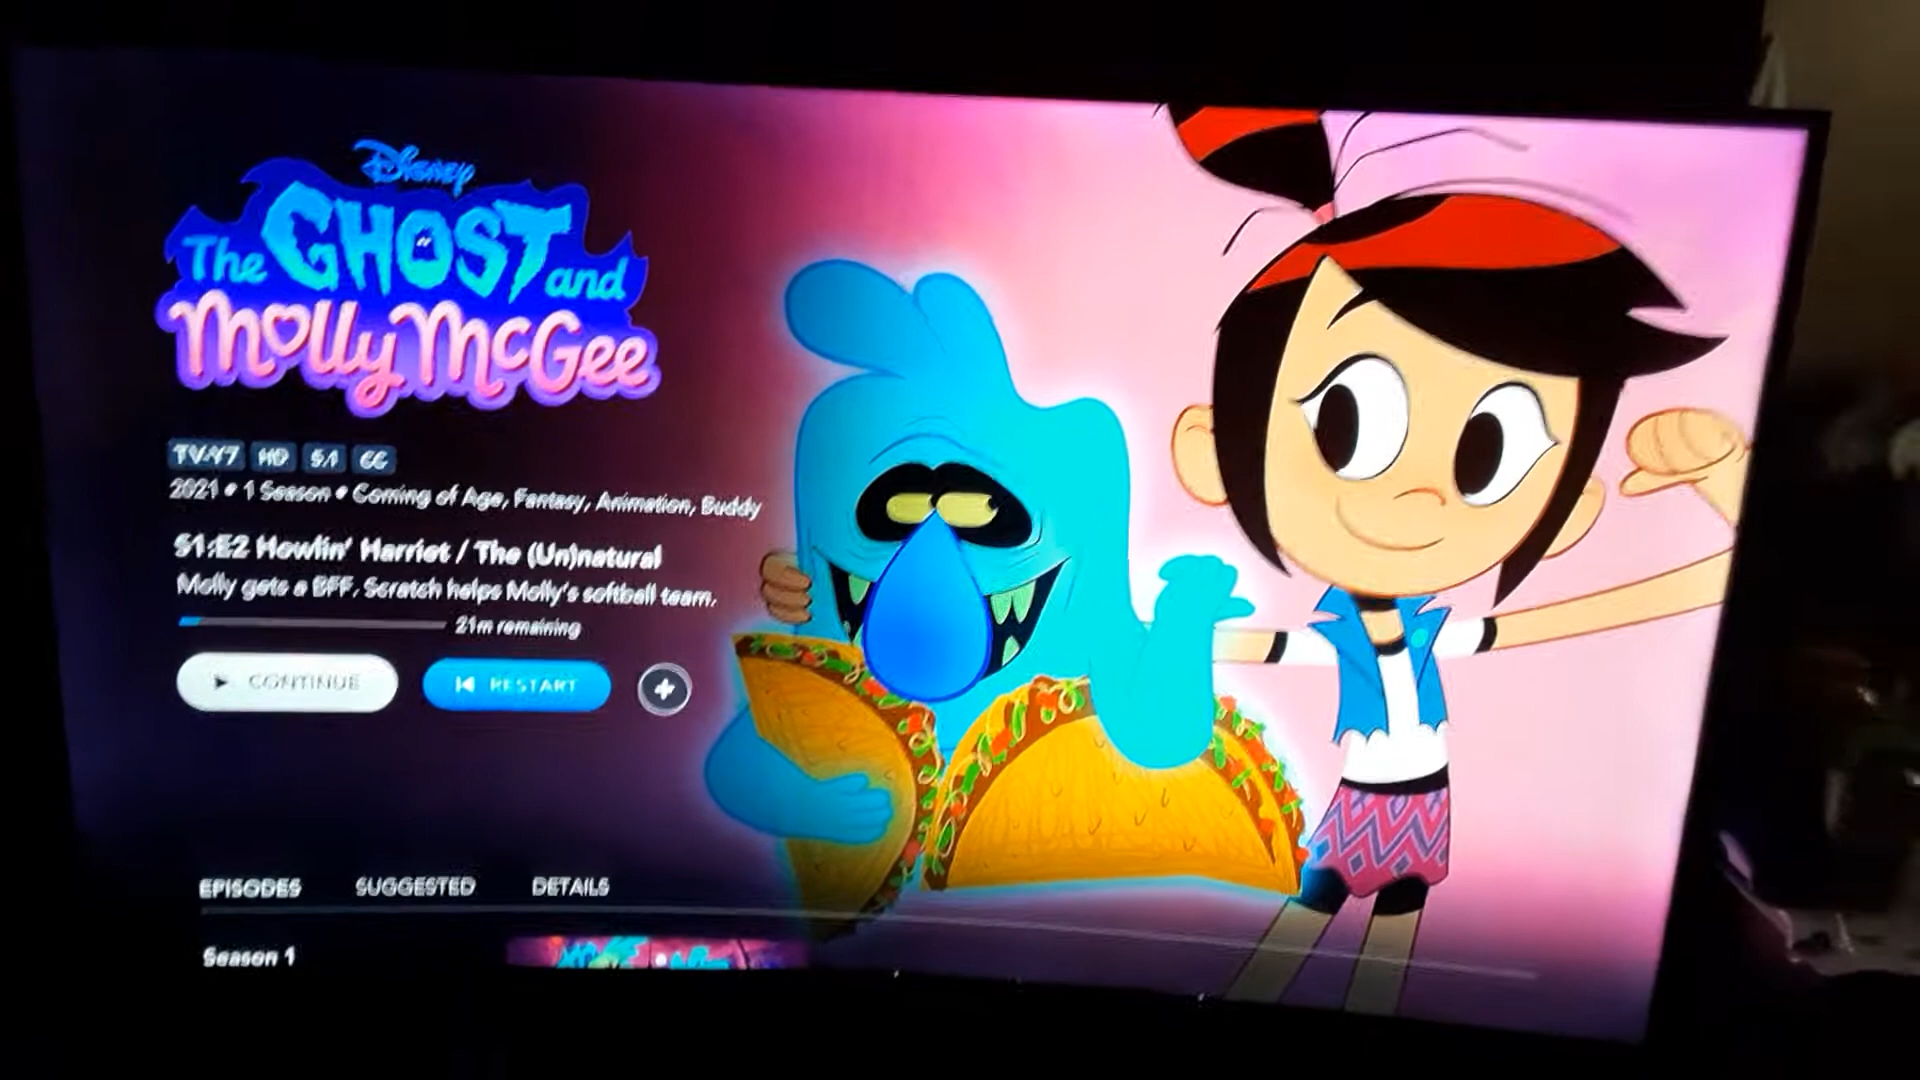 Disney
The GHOST and
Molly McGee
TV-Y7 HD 5.1 CC
2021 • 1 Season • Coming of Age, Fantasy, Animation, Buddy
S1:E2 Howlin' Harriet / The (Un)natural
Molly gets a BFF. Scratch helps Molly's softball team.
21m remaining
CONTINUE
RESTART
EPISODES
SUGGESTED
DETAILS
Season 1